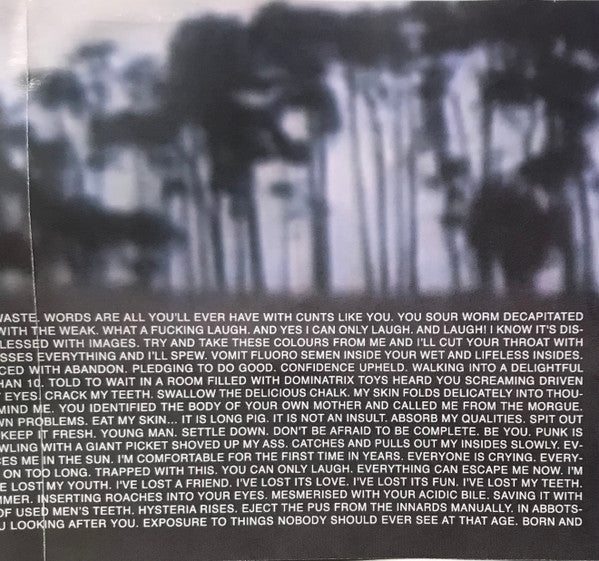 WASTE. WORDS ARE ALL YOU'LL EVER HAVE WITH CUNTS LIKE YOU. YOU SOUR WORM DECAPITATED
WITH THE WEAK. WHAT A FUCKING LAUGH. AND YES I CAN ONLY LAUGH. AND LAUGH! I KNOW IT'S DIS-
LESSED WITH IMAGES. TRY AND TAKE THESE COLOURS FROM ME AND I'LL CUT YOUR THROAT WITH
SSES EVERYTHING AND I'LL SPEW. VOMIT FLUORO SEMEN INSIDE YOUR WET AND LIFELESS INSIDES.
CED WITH ABANDON. PLEDGING TO DO GOOD. CONFIDENCE UPHELD. WALKING INTO A DELIGHTFUL
HAN 10. TOLD TO WAIT IN A ROOM FILLED WITH DOMINATRIX TOYS HEARD YOU SCREAMING DRIVEN
EYES. CRACK MY TEETH. SWALLOW THE DELICIOUS CHALK. MY SKIN FOLDS DELICATELY INTO THOU-
MIND ME. YOU IDENTIFIED THE BODY OF YOUR OWN MOTHER AND CALLED ME FROM THE MORGUE.
WN PROBLEMS. EAT MY SKIN... IT IS LONG PIG. IT IS NOT AN INSULT. ABSORB MY QUALITIES. SPIT OUT
KEEP IT FRESH. YOUNG MAN. SETTLE DOWN. DON'T BE AFRAID TO BE COMPLETE. BE YOU. PUNK IS
WLING WITH A GIANT PICKET SHOVED UP MY ASS. CATCHES AND PULLS OUT MY INSIDES SLOWLY. EV-
CES ME IN THE SUN. I'M COMFORTABLE FOR THE FIRST TIME IN YEARS. EVERYONE IS CRYING. EVERY-
ON TOO LONG. TRAPPED WITH THIS. YOU CAN ONLY LAUGH. EVERYTHING CAN ESCAPE ME NOW. I'M
E LOST MY YOUTH. I'VE LOST A FRIEND. I'VE LOST ITS LOVE. I'VE LOST ITS FUN. I'VE LOST MY TEETH.
MMER. INSERTING ROACHES INTO YOUR EYES. MESMERISED WITH YOUR ACIDIC BILE. SAVING IT WITH
OF USED MEN'S TEETH. HYSTERIA RISES. EJECT THE PUS FROM THE INNARDS MANUALLY. IN ABBOTS-
U LOOKING AFTER YOU. EXPOSURE TO THINGS NOBODY SHOULD EVER SEE AT THAT AGE. BORN AND